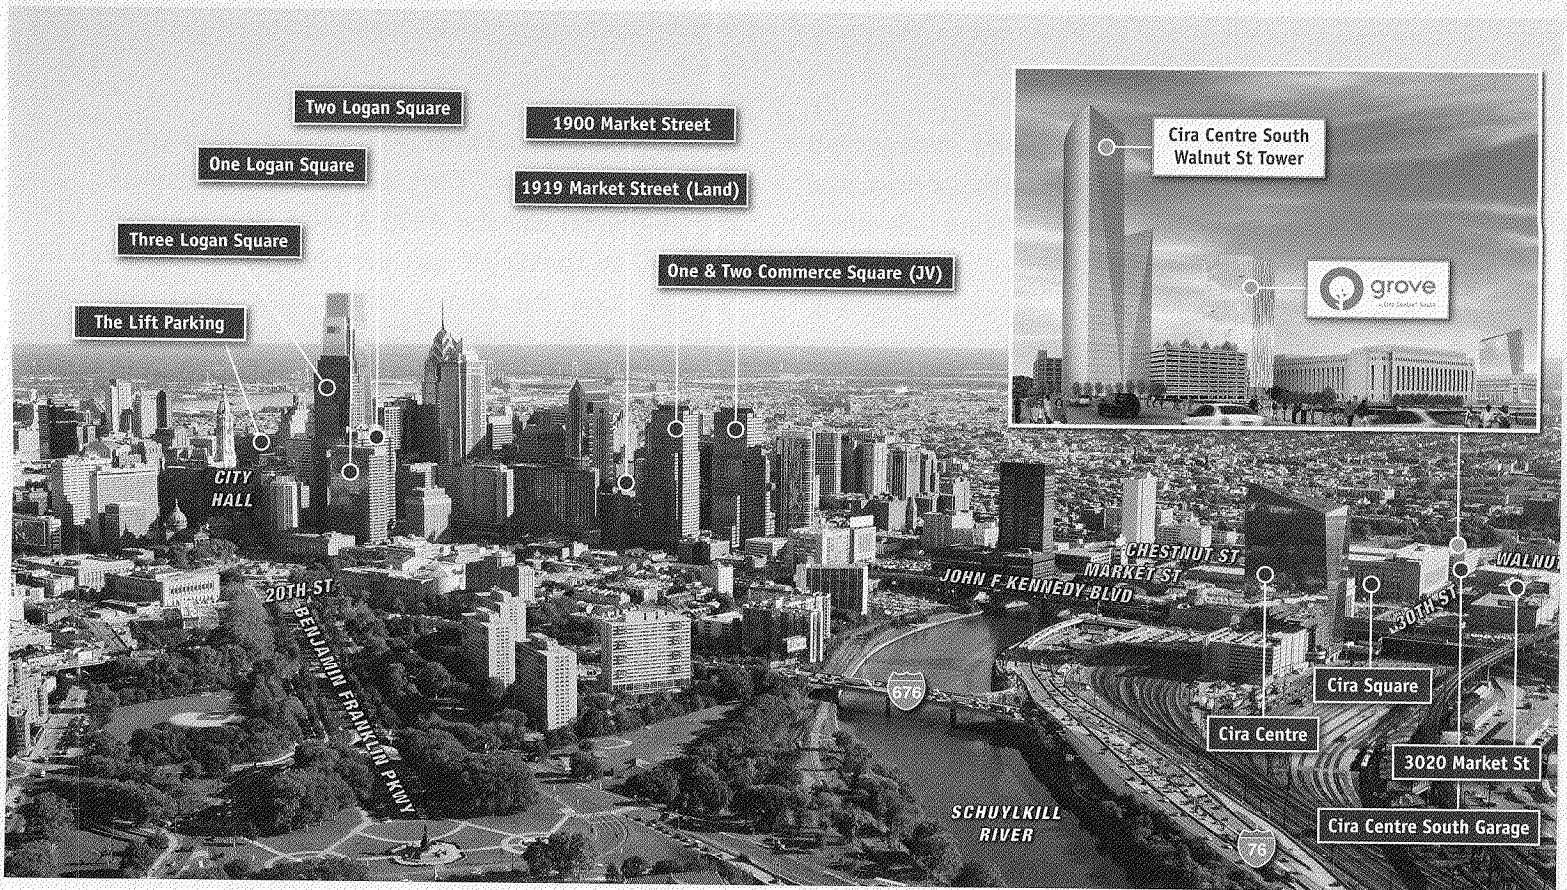 Two Logan Square
1900 Market Street
One Logan Square
1919 Market Street (Land)
Three Logan Square
One & Two Commerce Square (JV)
The Lift Parking
Cira Centre South
Walnut St Tower
grove
CITY
HALL
20TH ST
BENJAMIN FRANKLIN PKWY
CHESTNUT ST
MARKET ST
JOHN F KENNEDY BLVD
WALNUT
30TH ST
676
Cira Square
Cira Centre
3020 Market St
SCHUYLKILL
RIVER
Cira Centre South Garage
76